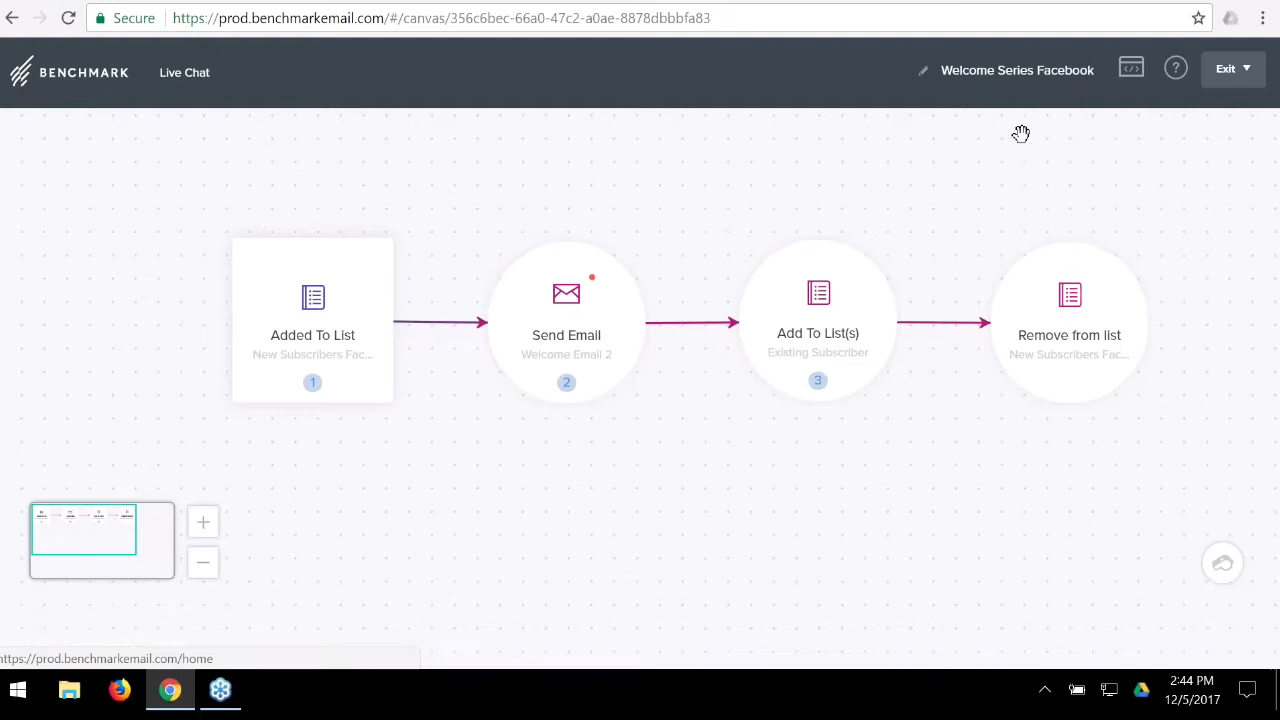 Secure https://prod.benchmarkemail.com/#/canvas/356c6bec-66a0-47c2-a0ae-8878dbbbfa83
BENCHMARK Live Chat Welcome Series Facebook </> ? Exit
Added To List
New Subscribers Fac...
1
Send Email
Welcome Email 2
2
Add To List(s)
Existing Subscriber
3
Remove from list
New Subscribers Fac...
+
−
https://prod.benchmarkemail.com/home
2:44 PM
12/5/2017